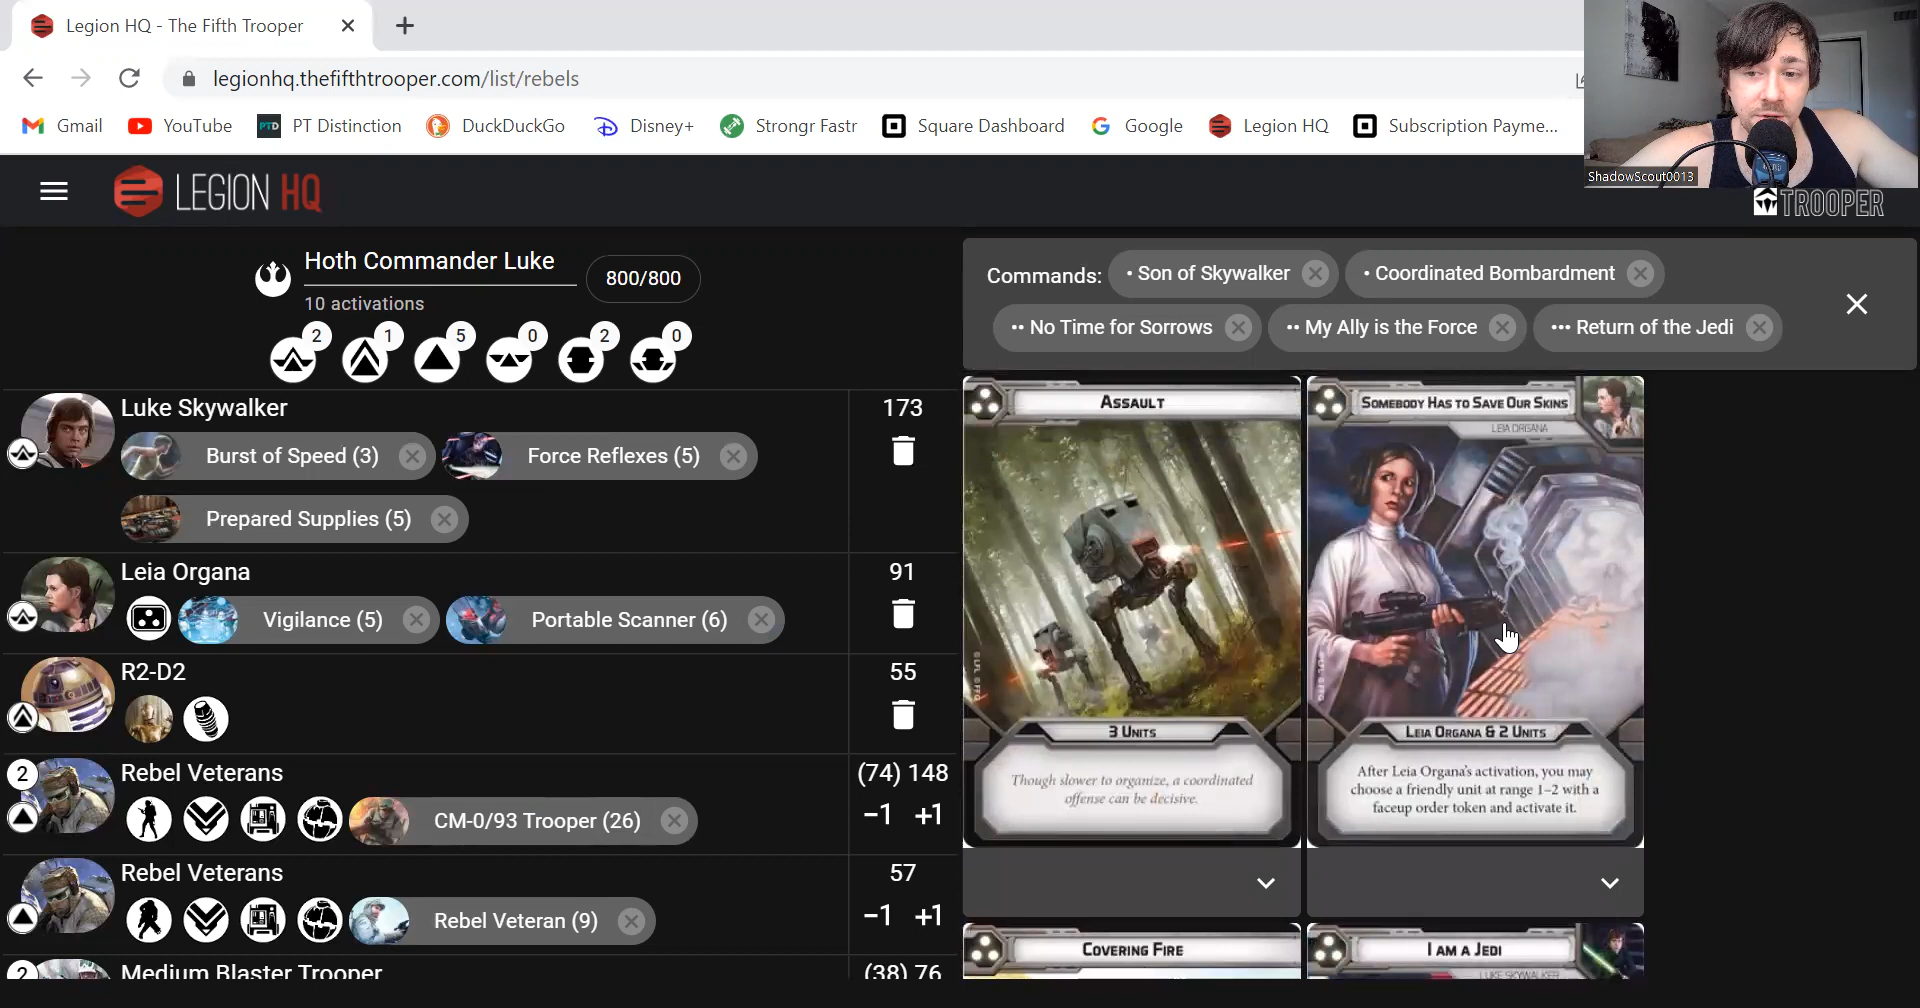 Legion HQ - The Fifth Trooper
legionhq.thefifthtrooper.com/list/rebels
Gmail
YouTube
PTD
PT Distinction
DuckDuckGo
Disney+
Strongr Fastr
Square Dashboard
Google
Legion HQ
Subscription Payme...
ShadowScout0013
LEGION HQ
TROOPER
Hoth Commander Luke
800/800
10 activations
2
1
5
0
2
0
Commands:
• Son of Skywalker
• Coordinated Bombardment
•• No Time for Sorrows
•• My Ally is the Force
••• Return of the Jedi
Luke Skywalker
173
Burst of Speed (3)
Force Reflexes (5)
Prepared Supplies (5)
Leia Organa
91
Vigilance (5)
Portable Scanner (6)
R2-D2
55
2
Rebel Veterans
(74) 148
CM-0/93 Trooper (26)
−1 +1
Rebel Veterans
57
Rebel Veteran (9)
−1 +1
2
Medium Blaster Trooper
(38) 76
Assault
3 Units
Though slower to organize, a coordinated
offense can be decisive.
Somebody Has to Save Our Skins
Leia Organa
Leia Organa & 2 Units
After Leia Organa's activation, you may
choose a friendly unit at range 1–2 with a
faceup order token and activate it.
Covering Fire
I am a Jedi
Luke Skywalker